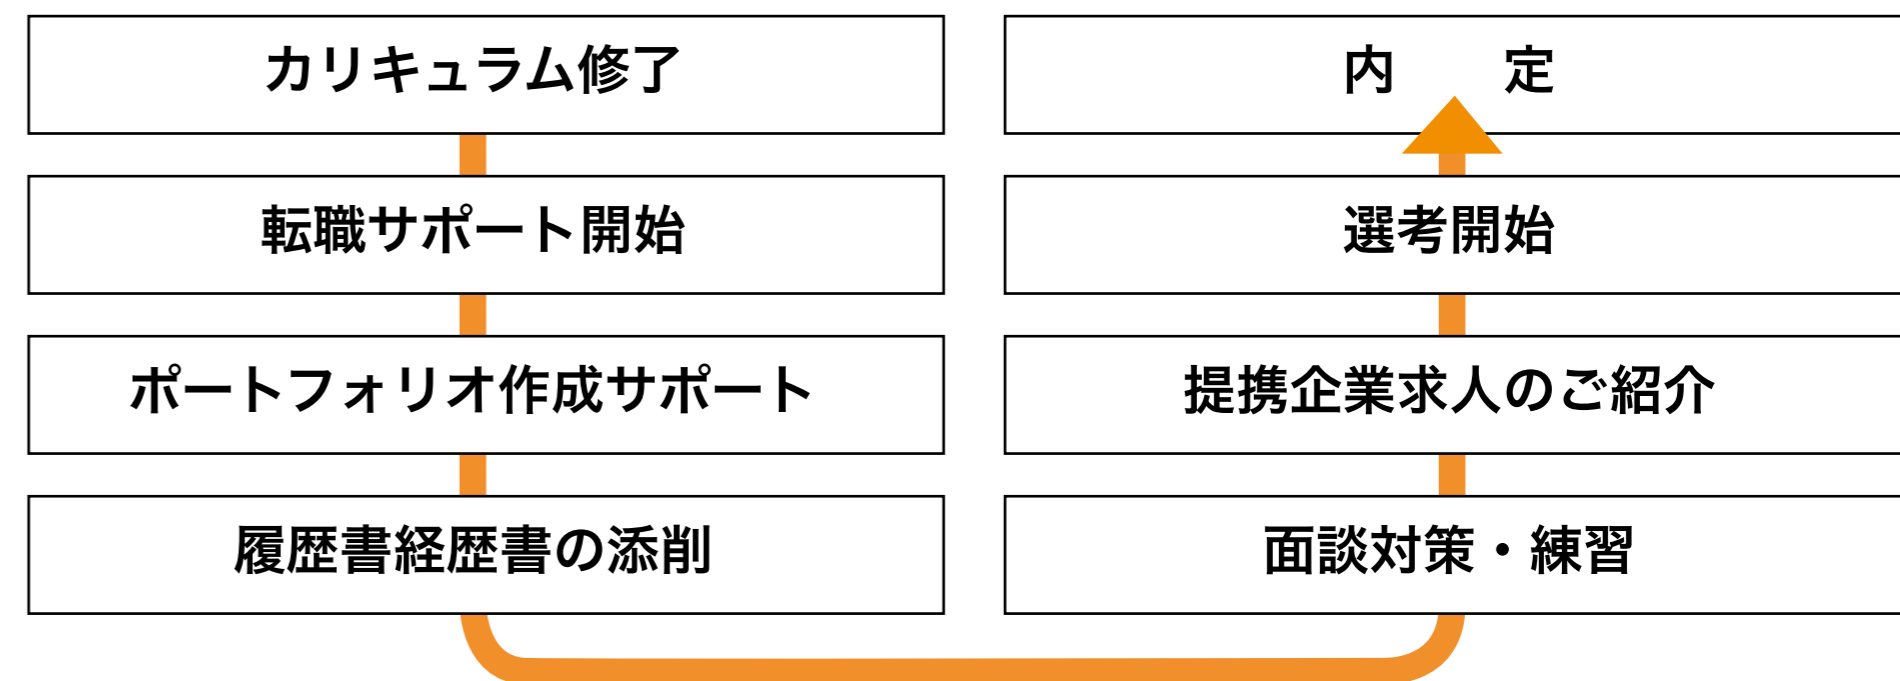 カリキュラム修了
転職サポート開始
ポートフォリオ作成サポート
履歴書経歴書の添削
面談対策・練習
提携企業求人のご紹介
選考開始
内　　定